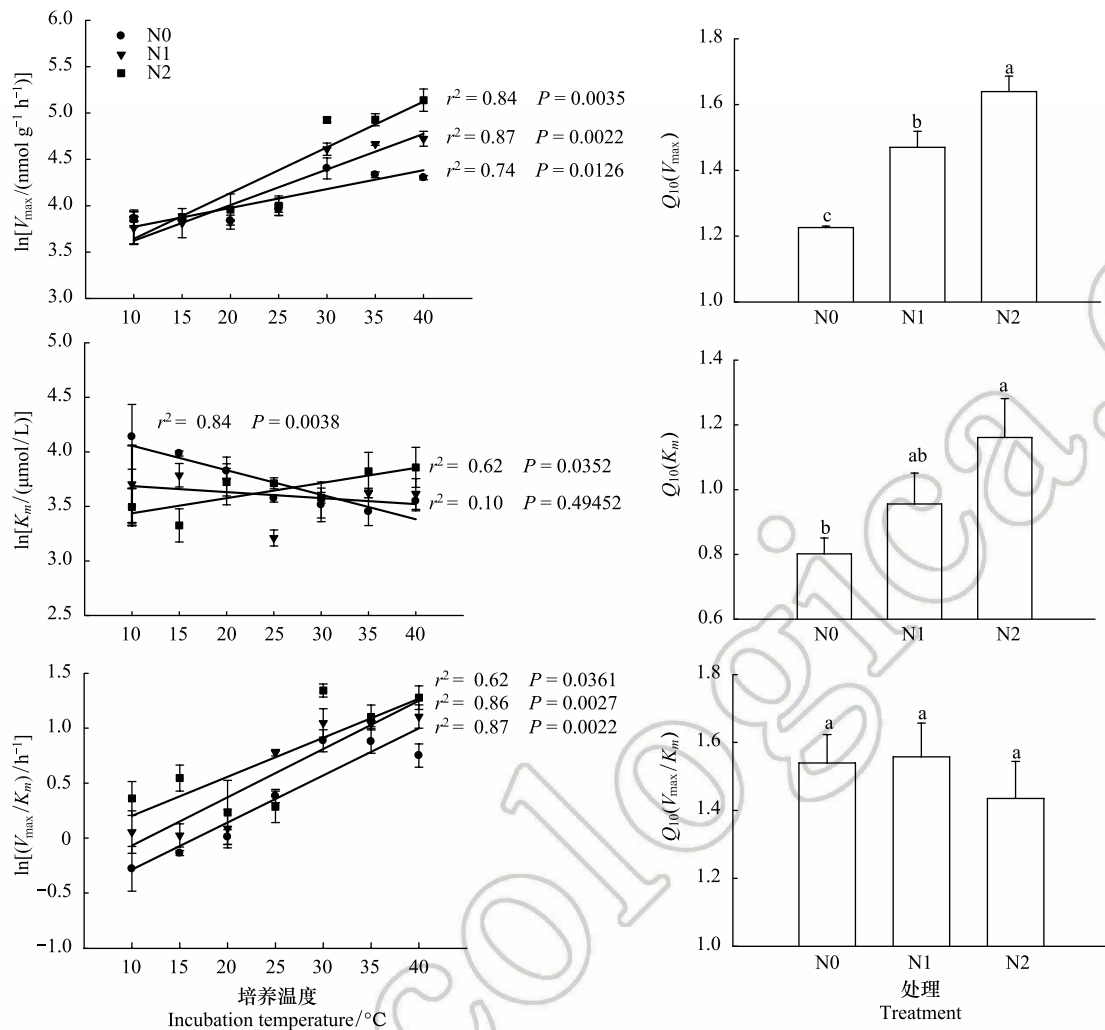 6.0
5.5
5.0
4.5
4.0
3.5
3.0
ln[Vmax/(nmol g⁻¹ h⁻¹)]
N0
N1
N2
r² = 0.84 P = 0.0035
r² = 0.87 P = 0.0022
r² = 0.74 P = 0.0126
10 15 20 25 30 35 40
1.8
1.6
1.4
1.2
1.0
Q10(Vmax)
c
b
a
N0 N1 N2
5.0
4.5
4.0
3.5
3.0
2.5
ln[Km/(μmol/L)]
r² = 0.84 P = 0.0038
r² = 0.62 P = 0.0352
r² = 0.10 P = 0.49452
10 15 20 25 30 35 40
1.4
1.2
1.0
0.8
0.6
Q10(Km)
b
ab
a
N0 N1 N2
1.5
1.0
0.5
0
−0.5
−1.0
ln[(Vmax/Km)/h⁻¹]
r² = 0.62 P = 0.0361
r² = 0.86 P = 0.0027
r² = 0.87 P = 0.0022
10 15 20 25 30 35 40
培养温度
Incubation temperature/°C
1.8
1.6
1.4
1.2
1.0
Q10(Vmax/Km)
a
a
a
N0 N1 N2
处理
Treatment
cologica.